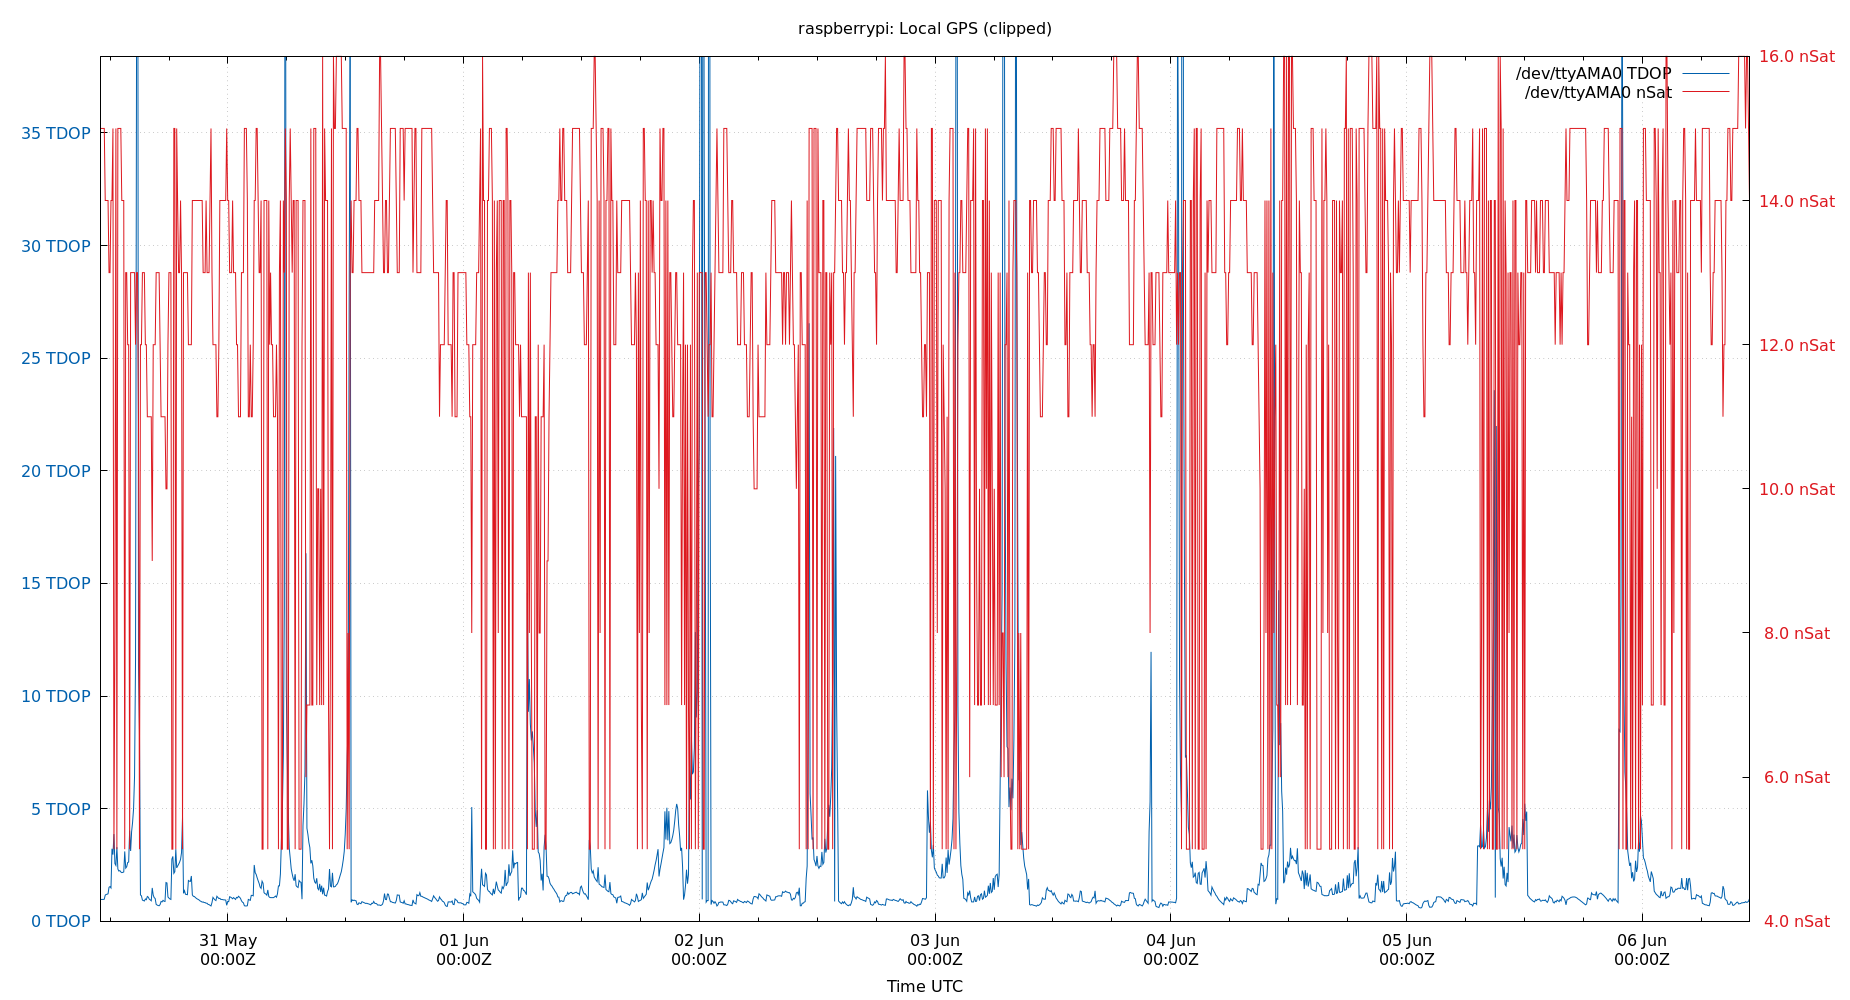 raspberrypi: Local GPS (clipped)
/dev/ttyAMA0 TDOP
/dev/ttyAMA0 nSat
35 TDOP
30 TDOP
25 TDOP
20 TDOP
15 TDOP
10 TDOP
5 TDOP
0 TDOP
16.0 nSat
14.0 nSat
12.0 nSat
10.0 nSat
8.0 nSat
6.0 nSat
4.0 nSat
31 May
00:00Z
01 Jun
00:00Z
02 Jun
00:00Z
03 Jun
00:00Z
04 Jun
00:00Z
05 Jun
00:00Z
06 Jun
00:00Z
Time UTC